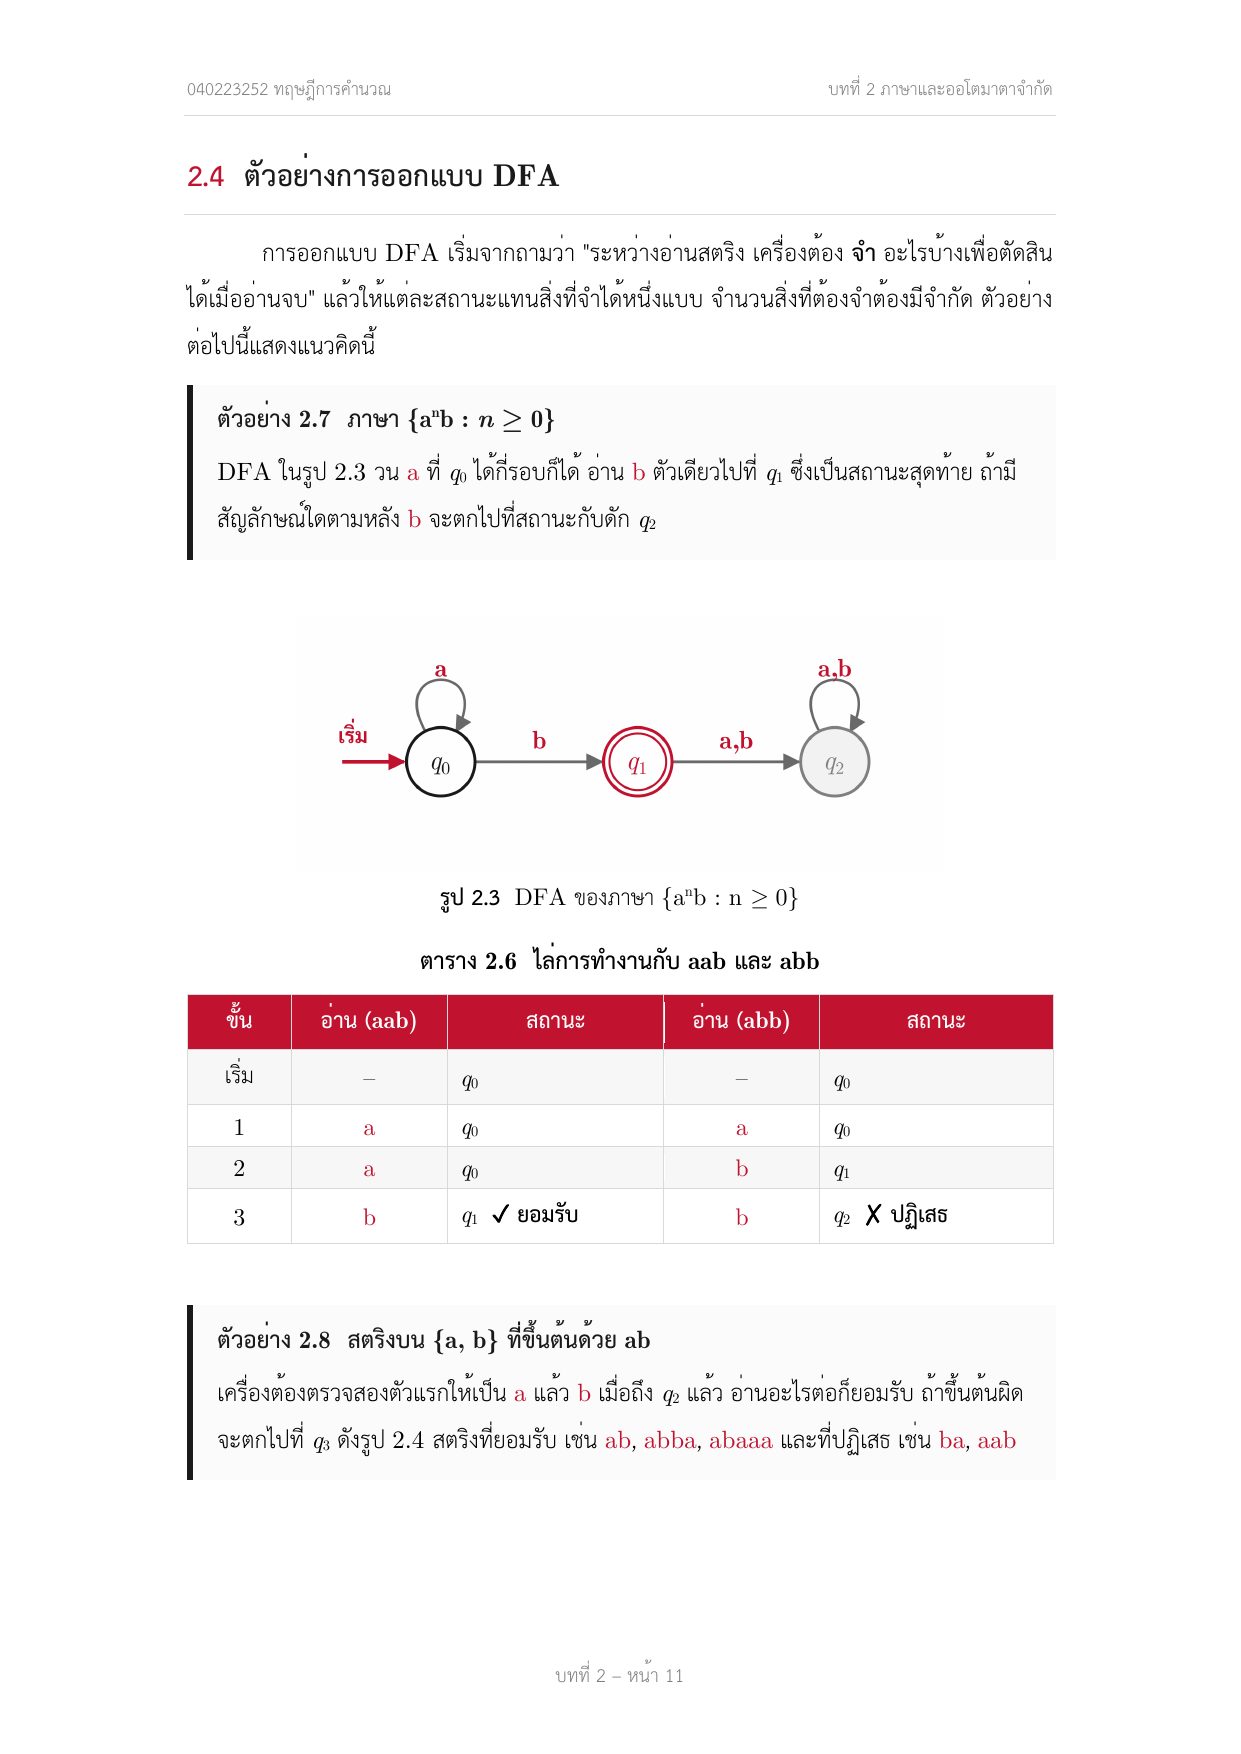 040223252 ทฤษฎีการคำนวณ
บทที่ 2 ภาษาและออโตมาตาจำกัด
2.4 ตัวอย่างการออกแบบ DFA
การออกแบบ DFA เริ่มจากถามว่า "ระหว่างอ่านสตริง เครื่องต้อง จำ อะไรบ้างเพื่อตัดสิน
ได้เมื่ออ่านจบ" แล้วให้แต่ละสถานะแทนสิ่งที่จำได้หนึ่งแบบ จำนวนสิ่งที่ต้องจำต้องมีจำกัด ตัวอย่าง
ต่อไปนี้แสดงแนวคิดนี้
ตัวอย่าง 2.7 ภาษา {aⁿb : n ≥ 0}
DFA ในรูป 2.3 วน a ที่ q₀ ได้กี่รอบก็ได้ อ่าน b ตัวเดียวไปที่ q₁ ซึ่งเป็นสถานะสุดท้าย ถ้ามี
สัญลักษณ์ใดตามหลัง b จะตกไปที่สถานะกับดัก q₂
a
a,b
เริ่ม
b
a,b
q₀
q₁
q₂
รูป 2.3 DFA ของภาษา {aⁿb : n ≥ 0}
ตาราง 2.6 ไล่การทำงานกับ aab และ abb
ขั้น อ่าน (aab) สถานะ อ่าน (abb) สถานะ
เริ่ม – q₀ – q₀
1 a q₀ a q₀
2 a q₀ b q₁
3 b q₁ ✓ ยอมรับ b q₂ ✗ ปฏิเสธ
ตัวอย่าง 2.8 สตริงบน {a, b} ที่ขึ้นต้นด้วย ab
เครื่องต้องตรวจสองตัวแรกให้เป็น a แล้ว b เมื่อถึง q₂ แล้ว อ่านอะไรต่อก็ยอมรับ ถ้าขึ้นต้นผิด
จะตกไปที่ q₃ ดังรูป 2.4 สตริงที่ยอมรับ เช่น ab, abba, abaaa และที่ปฏิเสธ เช่น ba, aab
บทที่ 2 – หน้า 11